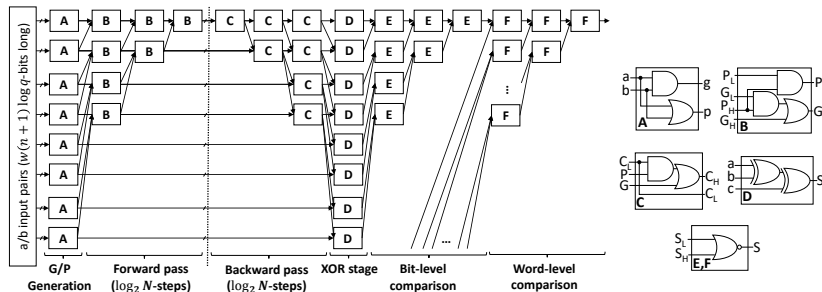 a/b input pairs (w(n + 1) log q-bits long)
A B B B C C C D E E E F F F
A B B C C D E E F F
A B C D E
⋮ ⋮
A B C D E F
A D
A D
A D
A D
...
G/P Generation
Forward pass (log₂ N-steps)
Backward pass (log₂ N-steps)
XOR stage
Bit-level comparison
Word-level comparison
a
b
g
p
A
P_L
G_L
P_H
G_H
P
G
B
C_L
P
G
C_H
C_L
C
a
b
c
S
D
S_L
S_H
S
E,F